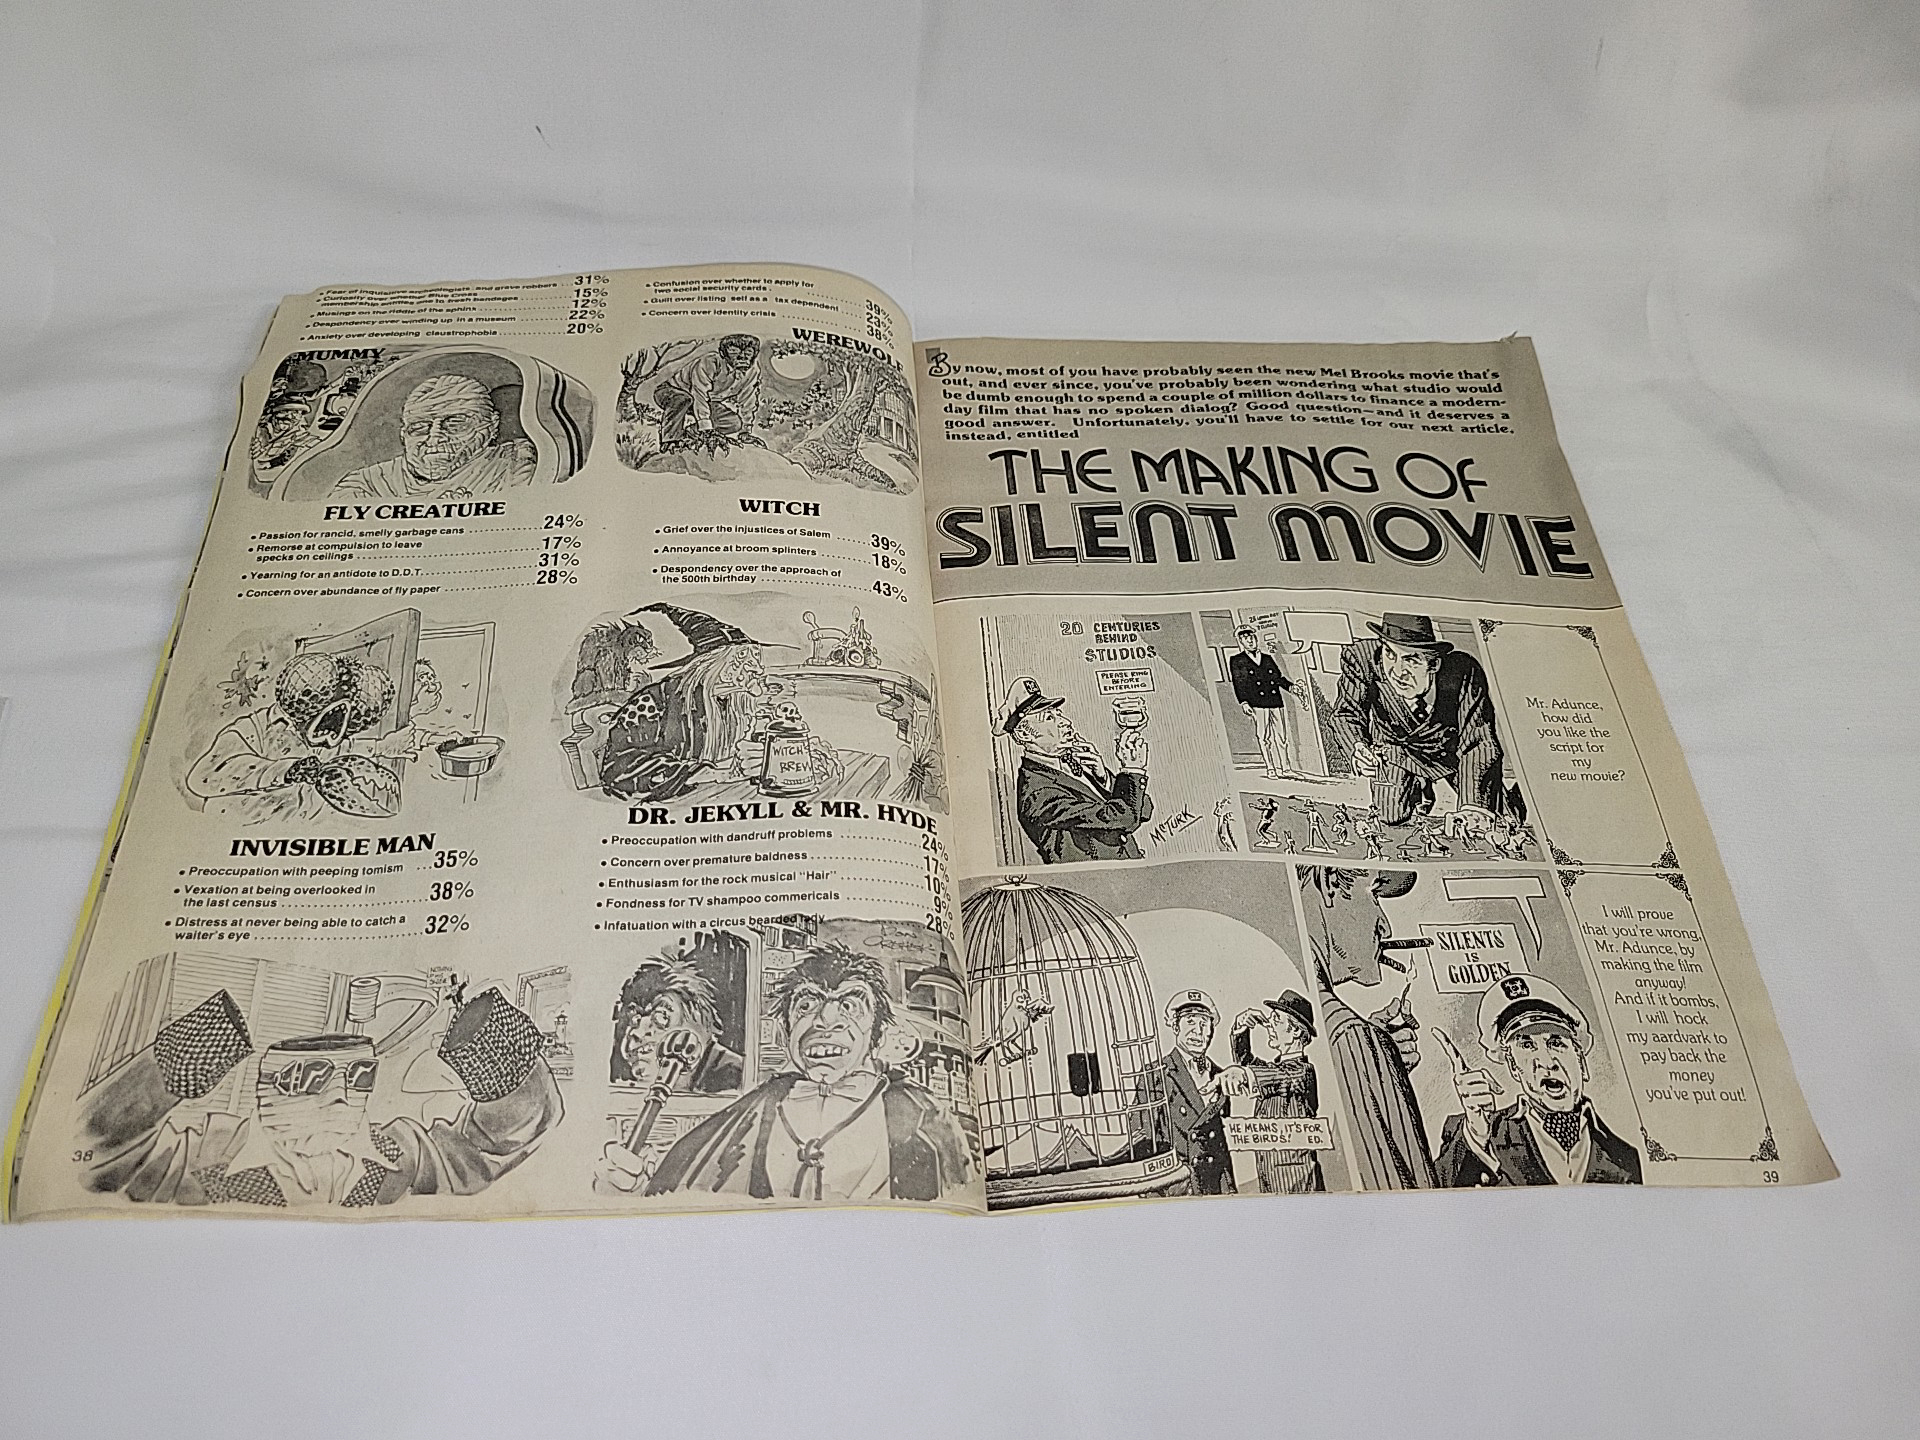 • Fear of inquisitive archeologists and grave robbers ... 31%
• Curiosity over whether Blue Cross
membership entitles one to fresh bandages .......... 15%
• Musings on the riddle of the sphinx .......... 12%
• Despondency over winding up in a museum .......... 22%
• Anxiety over developing claustrophobia .......... 20%
MUMMY
• Confusion over whether to apply for
two social security cards .......... 39%
• Guilt over listing self as a tax dependent .... 23%
• Concern over identity crisis .......... 38%
WEREWOLF
FLY CREATURE
• Passion for rancid, smelly garbage cans .......... 24%
• Remorse at compulsion to leave
specks on ceilings .......... 17%
• Yearning for an antidote to D.D.T. .......... 31%
• Concern over abundance of fly paper .......... 28%
WITCH
• Grief over the injustices of Salem ..... 39%
• Annoyance at broom splinters ........ 18%
• Despondency over the approach of
the 500th birthday .......... 43%
WITCH'S
BREW
INVISIBLE MAN
• Preoccupation with peeping tomism ... 35%
• Vexation at being overlooked in
the last census .......... 38%
• Distress at never being able to catch a
waiter's eye .......... 32%
DR. JEKYLL & MR. HYDE
• Preoccupation with dandruff problems .......... 24%
• Concern over premature baldness .......... 17%
• Enthusiasm for the rock musical "Hair" .......... 10%
• Fondness for TV shampoo commericals .......... 9%
• Infatuation with a circus bearded lady .......... 28%
38
By now, most of you have probably seen the new Mel Brooks movie that's
out, and ever since, you've probably been wondering what studio would
be dumb enough to spend a couple of million dollars to finance a modern-
day film that has no spoken dialog? Good question—and it deserves a
good answer. Unfortunately, you'll have to settle for our next article,
instead, entitled
THE MAKING OF
SILENT MOVIE
20 CENTURIES
BEHIND
STUDIOS
PLEASE RING
BEFORE
ENTERING
McTURK
Mr. Adunce,
how did
you like the
script for
my
new movie?
BIRD
HE MEANS, IT'S FOR
THE BIRDS! ED.
SILENTS
IS
GOLDEN
I will prove
that you're wrong,
Mr. Adunce, by
making the film
anyway!
And if it bombs,
I will hock
my aardvark to
pay back the
money
you've put out!
39